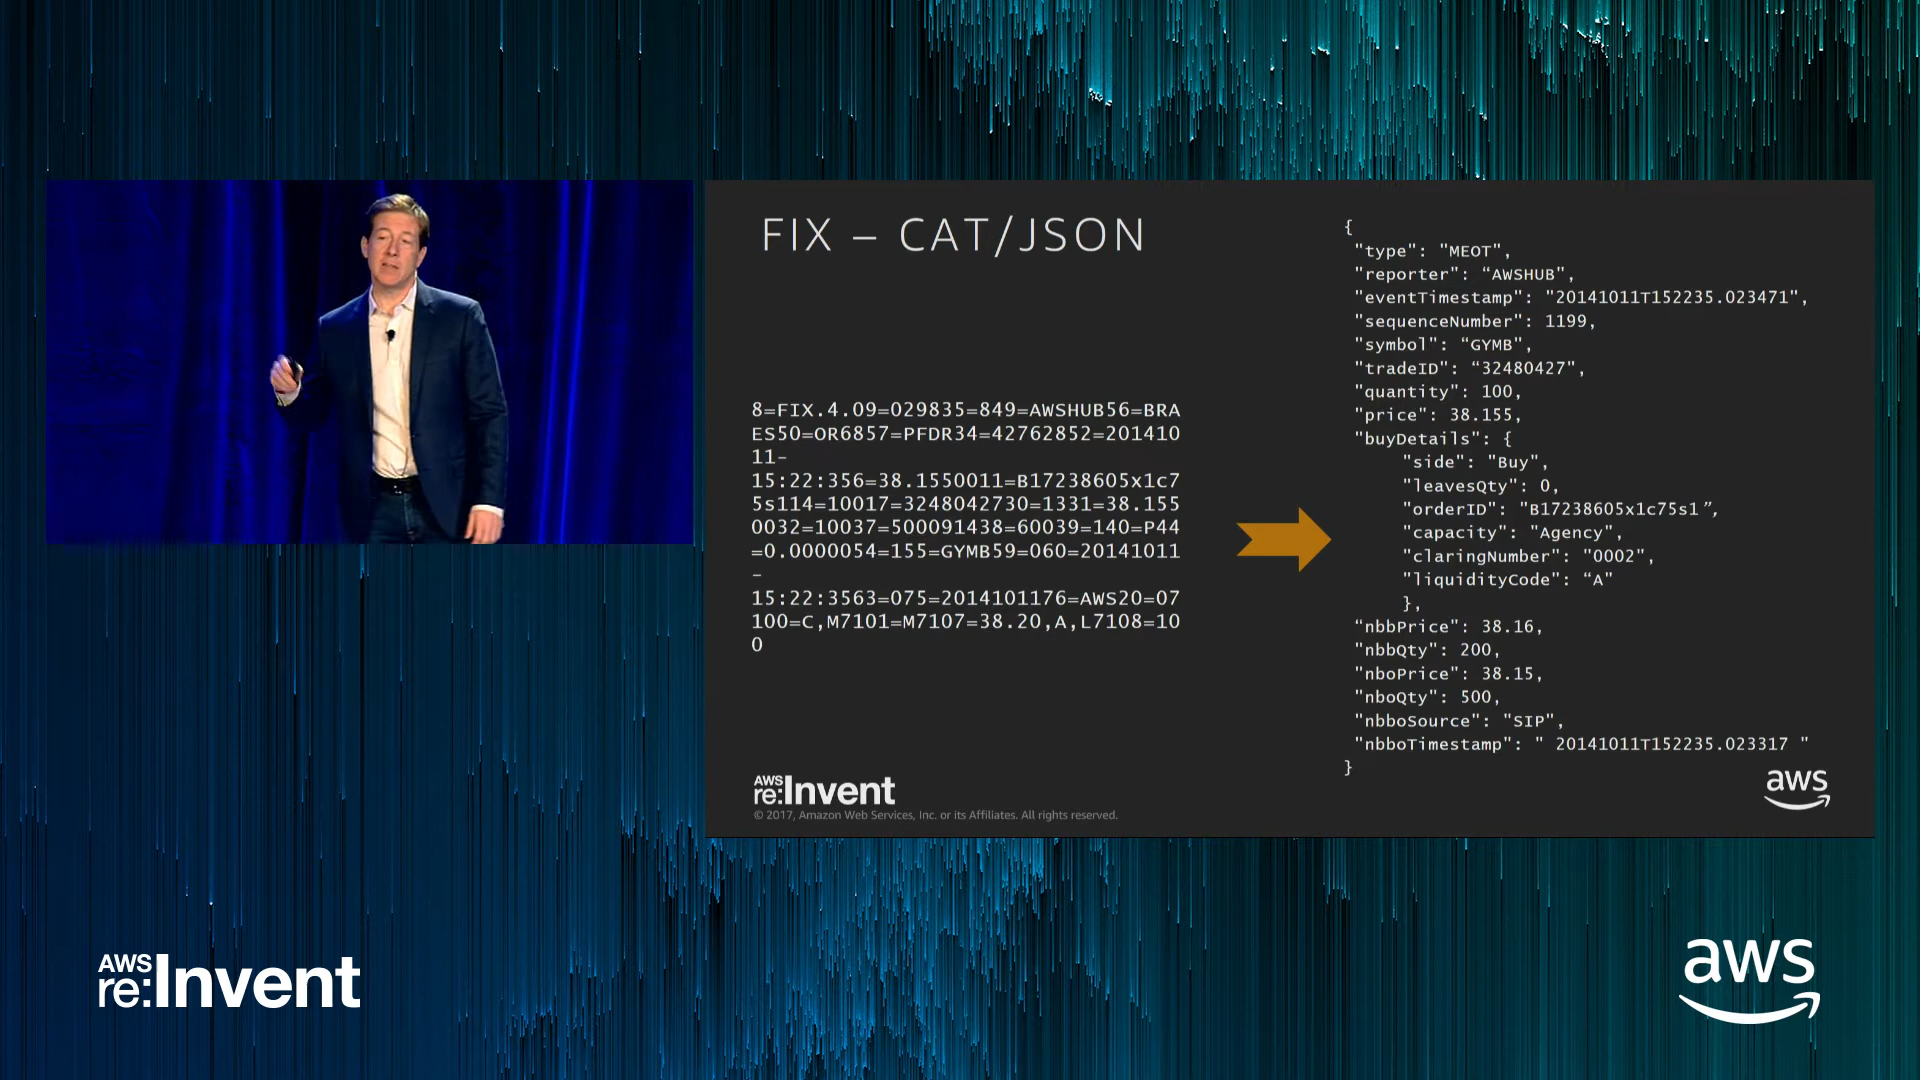 FIX – CAT/JSON
8=FIX.4.09=029835=849=AWSHUB56=BRA
ES50=OR6857=PFDR34=42762852=201410
11-
15:22:356=38.1550011=B17238605x1c7
5s114=10017=3248042730=1331=38.155
0032=10037=500091438=60039=140=P44
=0.0000054=155=GYMB59=060=20141011
-
15:22:3563=075=2014101176=AWS20=07
100=C,M7101=M7107=38.20,A,L7108=10
0
{
"type": "MEOT",
"reporter": “AWSHUB",
"eventTimestamp": "20141011T152235.023471",
"sequenceNumber": 1199,
"symbol": “GYMB",
"tradeID": “32480427",
"quantity": 100,
"price": 38.155,
"buyDetails": {
"side": "Buy",
"leavesQty": 0,
"orderID": "B17238605x1c75s1”,
"capacity": "Agency",
"claringNumber": "0002",
"liquidityCode": “A"
},
"nbbPrice": 38.16,
"nbbQty": 200,
"nboPrice": 38.15,
"nboQty": 500,
"nbboSource": "SIP",
"nbboTimestamp": " 20141011T152235.023317 "
}
AWS
re:Invent
© 2017, Amazon Web Services, Inc. or its Affiliates. All rights reserved.
aws
AWS
re:Invent
aws